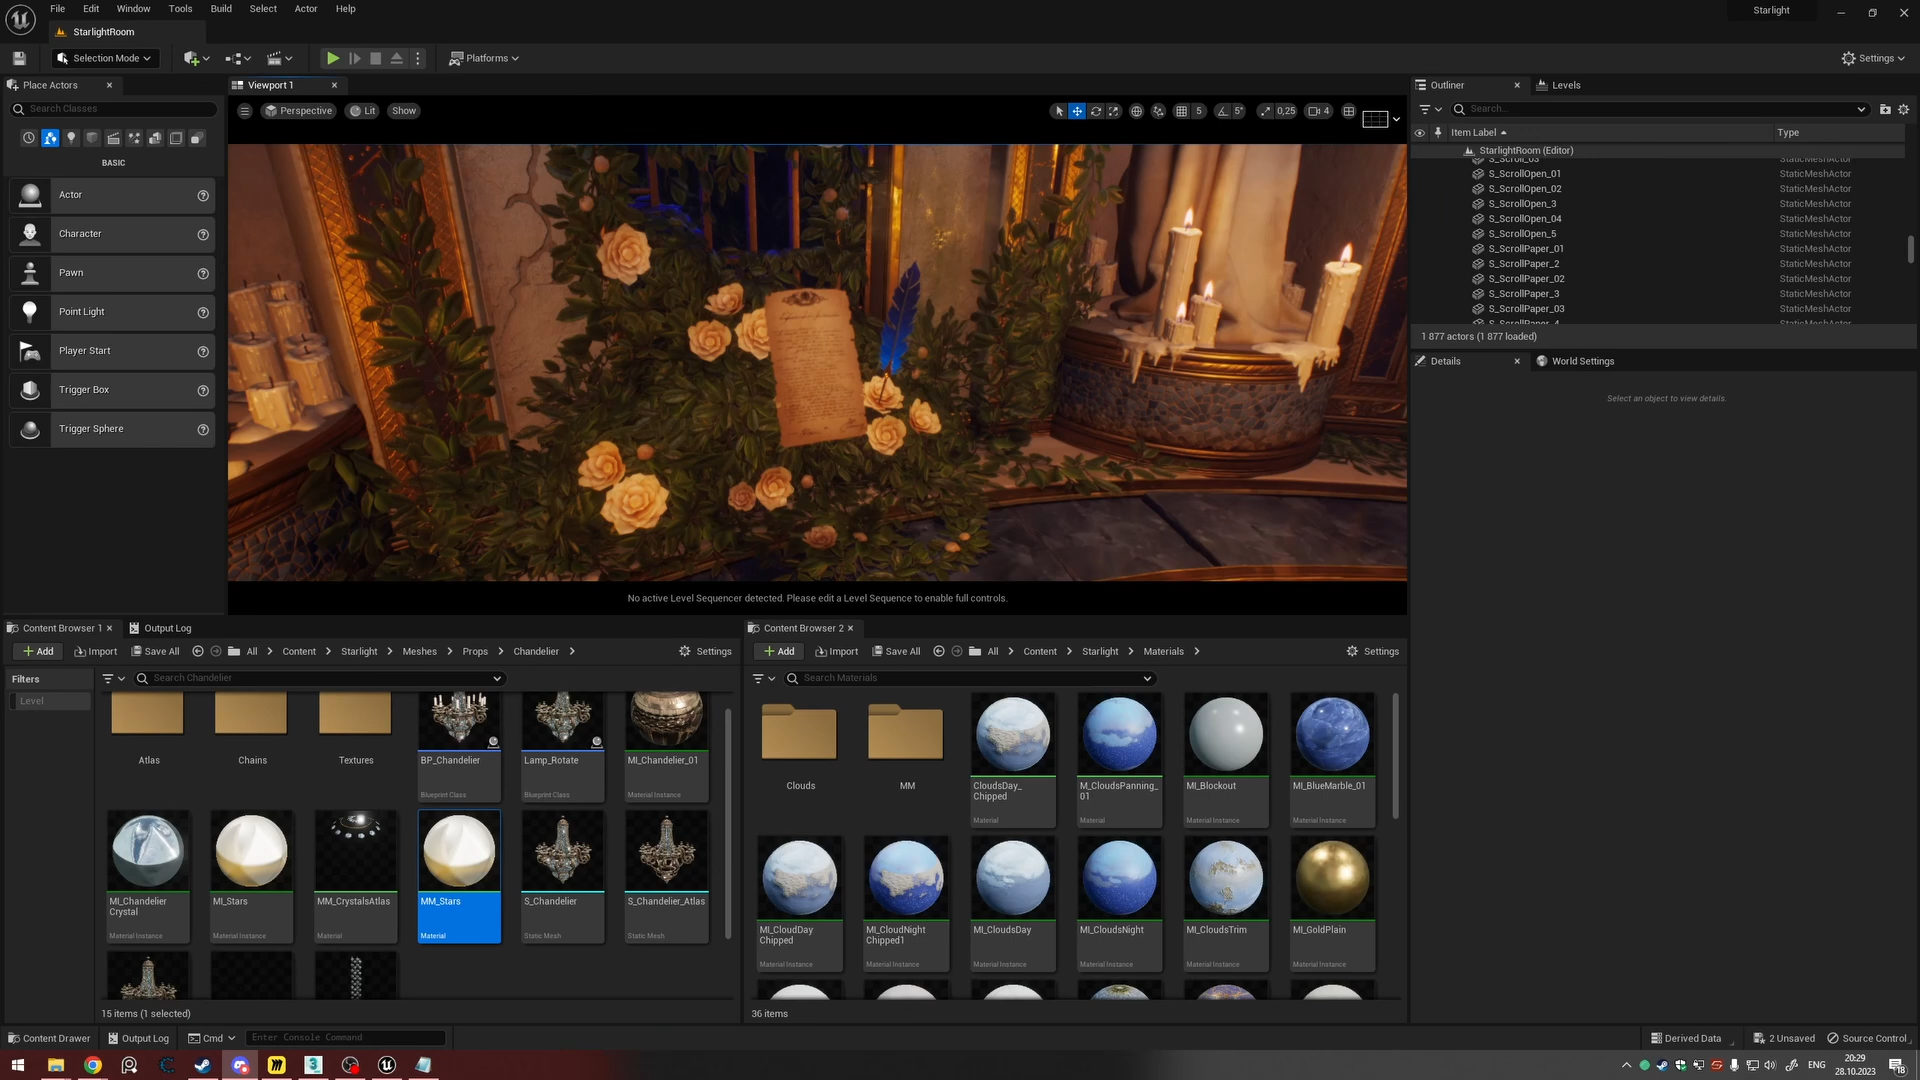 File Edit Window Tools Build Select Actor Help
Starlight
StarlightRoom
Selection Mode
Platforms
Settings
Place Actors
Viewport 1
Outliner
Levels
Search Classes
Perspective
Lit
Show
5
5°
0,25
4
Search...
Item Label
Type
BASIC
StarlightRoom (Editor)
S_Scroll_03 StaticMeshActor
S_ScrollOpen_01 StaticMeshActor
S_ScrollOpen_02 StaticMeshActor
S_ScrollOpen_3 StaticMeshActor
S_ScrollOpen_04 StaticMeshActor
S_ScrollOpen_5 StaticMeshActor
S_ScrollPaper_01 StaticMeshActor
S_ScrollPaper_2 StaticMeshActor
S_ScrollPaper_02 StaticMeshActor
S_ScrollPaper_3 StaticMeshActor
S_ScrollPaper_03 StaticMeshActor
S_ScrollPaper_4 StaticMeshActor
1 877 actors (1 877 loaded)
Actor
Character
Pawn
Point Light
Player Start
Trigger Box
Trigger Sphere
Details
World Settings
Select an object to view details.
No active Level Sequencer detected. Please edit a Level Sequence to enable full controls.
Content Browser 1
Output Log
Add
Import
Save All
All
Content
Starlight
Meshes
Props
Chandelier
Settings
Filters
Level
Search Chandelier
Atlas
Chains
Textures
BP_Chandelier
Blueprint Class
Lamp_Rotate
Blueprint Class
MI_Chandelier_01
Material Instance
MI_Chandelier
Crystal
Material Instance
MI_Stars
Material Instance
MM_CrystalsAtlas
Material
MM_Stars
Material
S_Chandelier
Static Mesh
S_Chandelier_Atlas
Static Mesh
15 items (1 selected)
Content Browser 2
Add
Import
Save All
All
Content
Starlight
Materials
Settings
Search Materials
Clouds
MM
CloudsDay_
Chipped
Material
M_CloudsPanning_
01
Material
MI_Blockout
Material Instance
MI_BlueMarble_01
Material Instance
MI_CloudDay
Chipped
Material Instance
MI_CloudNight
Chipped1
Material Instance
MI_CloudsDay
Material Instance
MI_CloudsNight
Material Instance
MI_CloudsTrim
Material Instance
MI_GoldPlain
Material Instance
36 items
Content Drawer
Output Log
Cmd
Enter Console Command
Derived Data
2 Unsaved
Source Control
ENG
20:29
28.10.2023
18